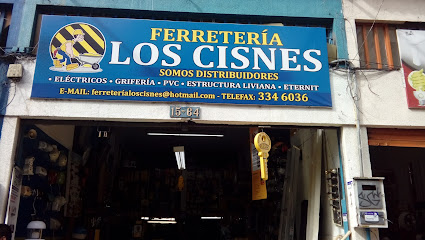 FERRETERÍA
LOS CISNES
SOMOS DISTRIBUIDORES
• ELÉCTRICOS • GRIFERÍA • PVC • ESTRUCTURA LIVIANA • ETERNIT
E-MAIL: ferreterialoscisnes@hotmail.com - TELEFAX: 334 6036
15-64